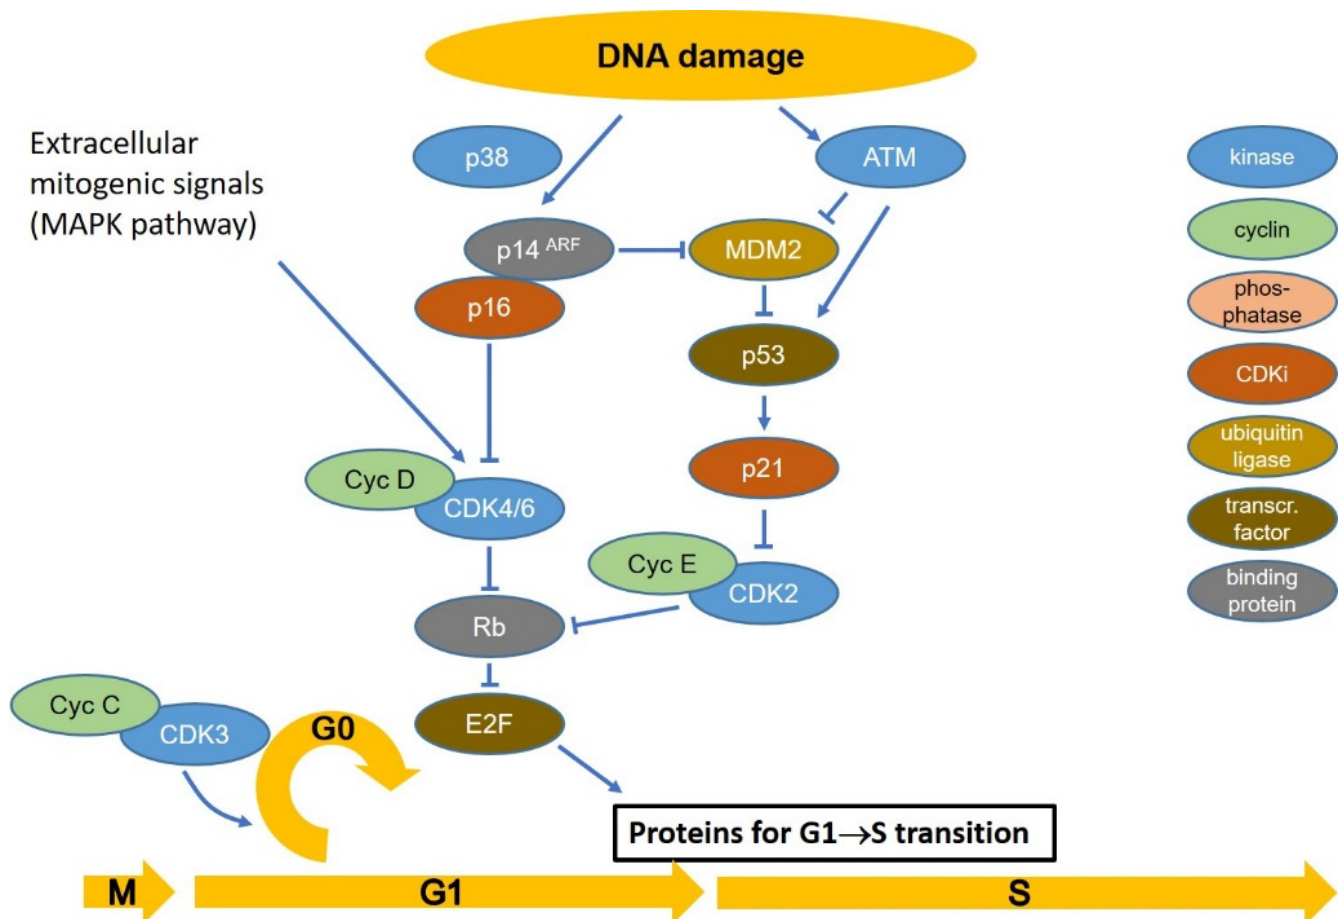 DNA damage
Extracellular
mitogenic signals
(MAPK pathway)
p38
ATM
kinase
p14 ARF
MDM2
cyclin
p16
phos-
phatase
p53
CDKi
Cyc D
CDK4/6
p21
ubiquitin
ligase
transcr.
factor
Cyc E
CDK2
binding
protein
Rb
Cyc C
CDK3
G0
E2F
Proteins for G1→S transition
M
G1
S